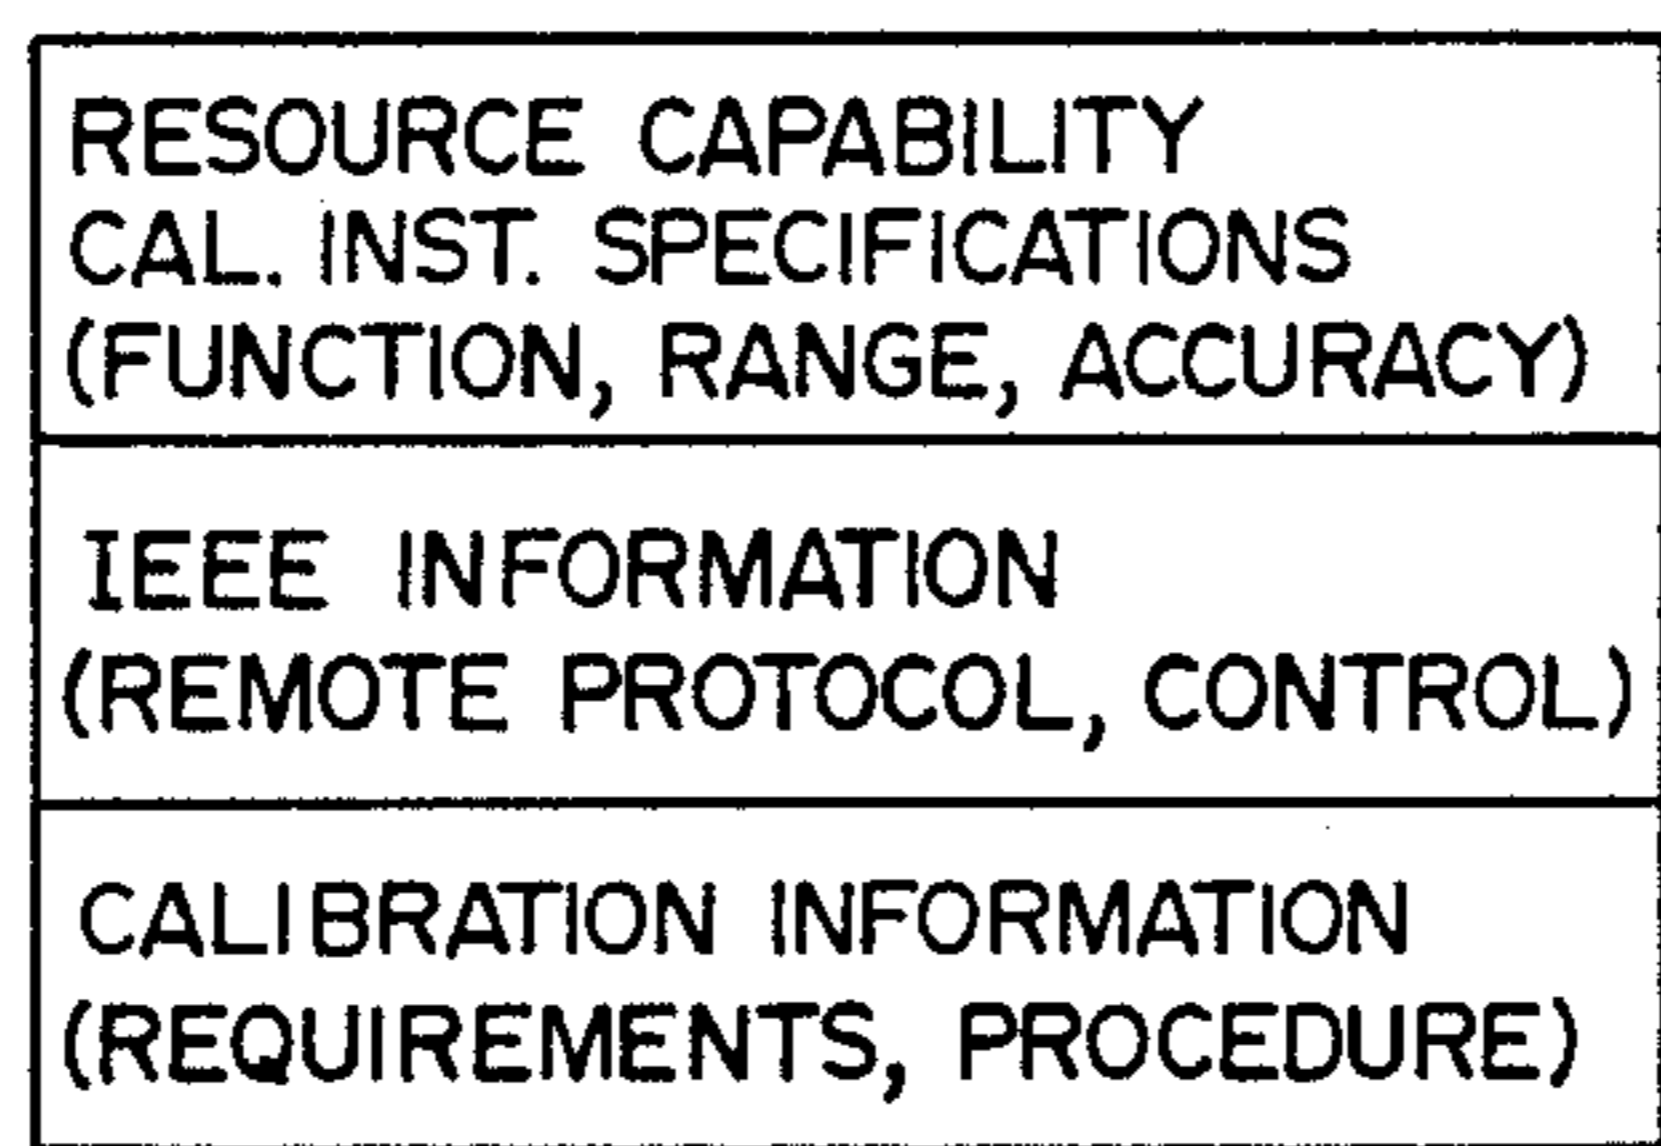 RESOURCE CAPABILITY
CAL. INST. SPECIFICATIONS
(FUNCTION, RANGE, ACCURACY)
IEEE INFORMATION
(REMOTE PROTOCOL, CONTROL)
CALIBRATION INFORMATION
(REQUIREMENTS, PROCEDURE)